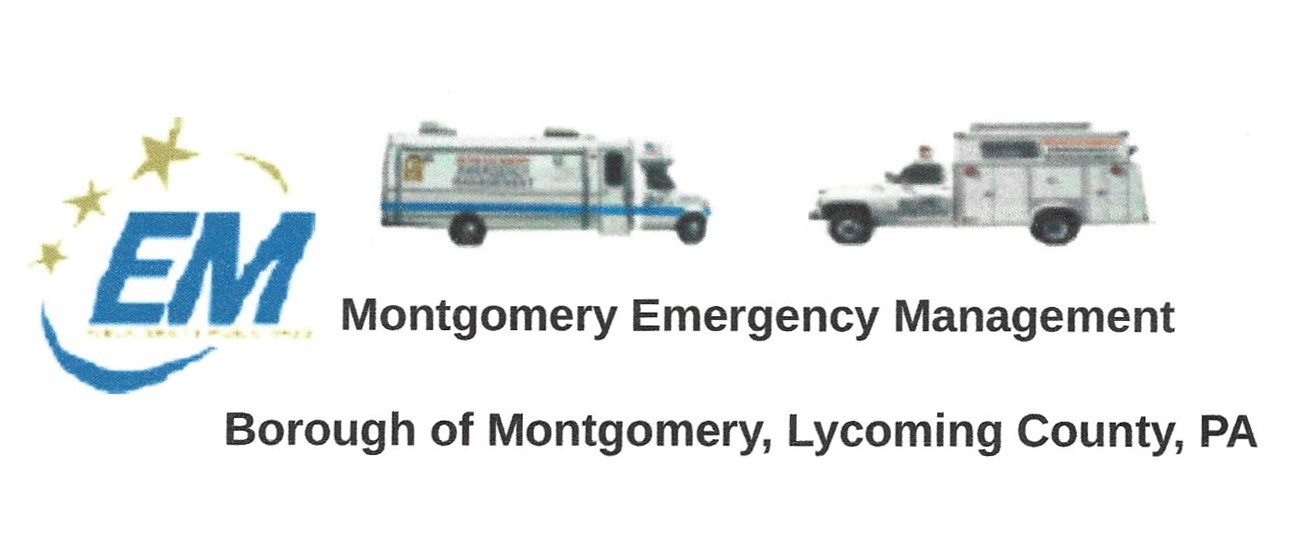 EM
Montgomery Emergency Management
Borough of Montgomery, Lycoming County, PA